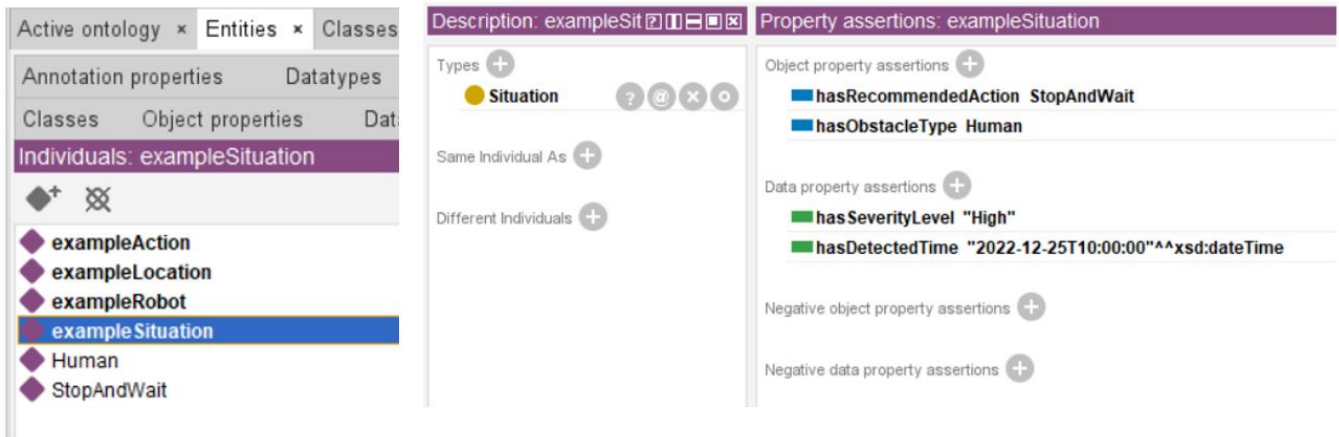 Active ontology × Entities × Classes
Annotation properties Datatypes
Classes Object properties Dat
Individuals: exampleSituation
exampleAction
exampleLocation
exampleRobot
exampleSituation
Human
StopAndWait
Description: exampleSit
Types
Situation
Same Individual As
Different Individuals
Property assertions: exampleSituation
Object property assertions
hasRecommendedAction StopAndWait
hasObstacleType Human
Data property assertions
hasSeverityLevel "High"
hasDetectedTime "2022-12-25T10:00:00"^^xsd:dateTime
Negative object property assertions
Negative data property assertions